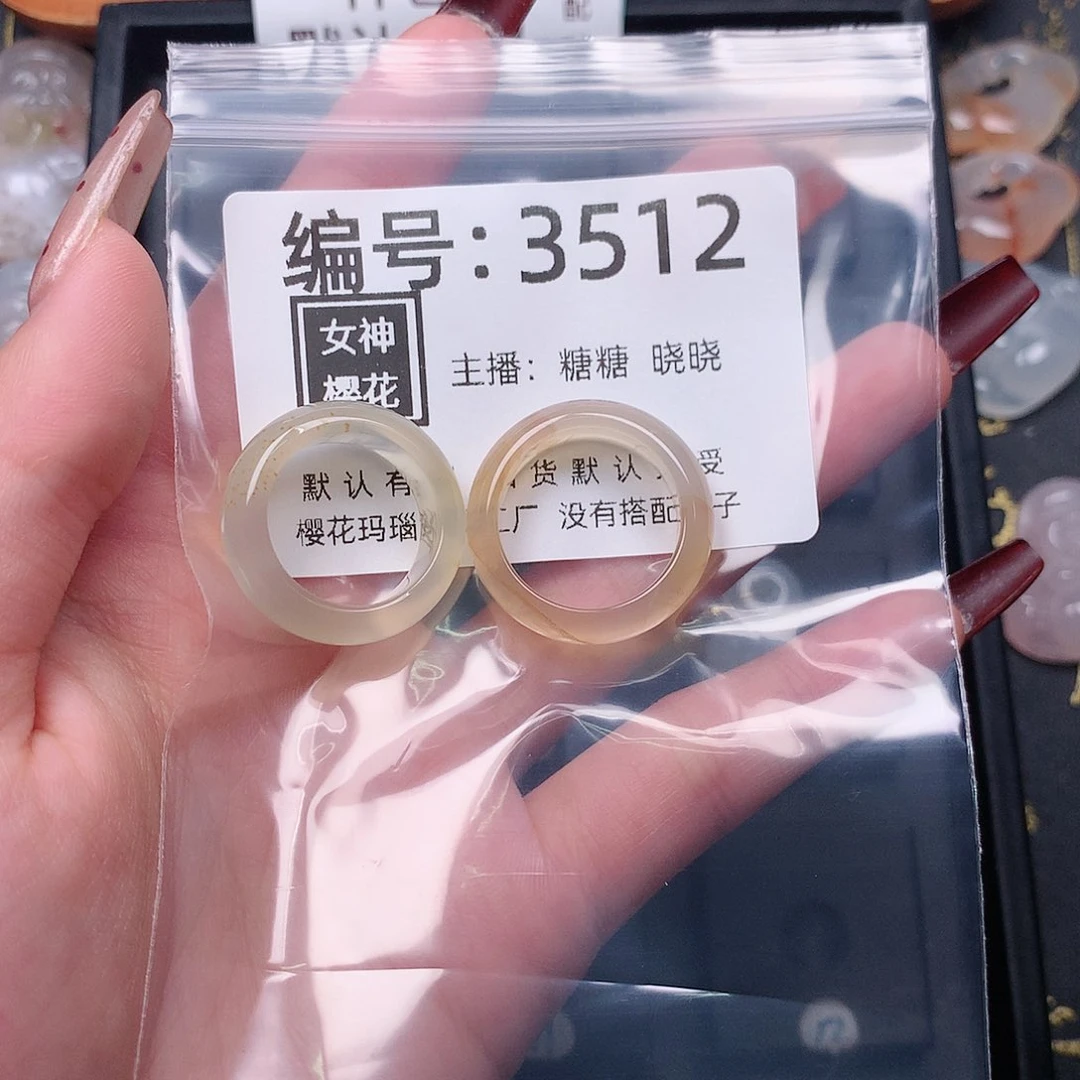 编号：3512
女神
樱花
主播：糖糖 晓晓
默认有 货默认 受
樱花玛瑙 厂 没有搭配 子